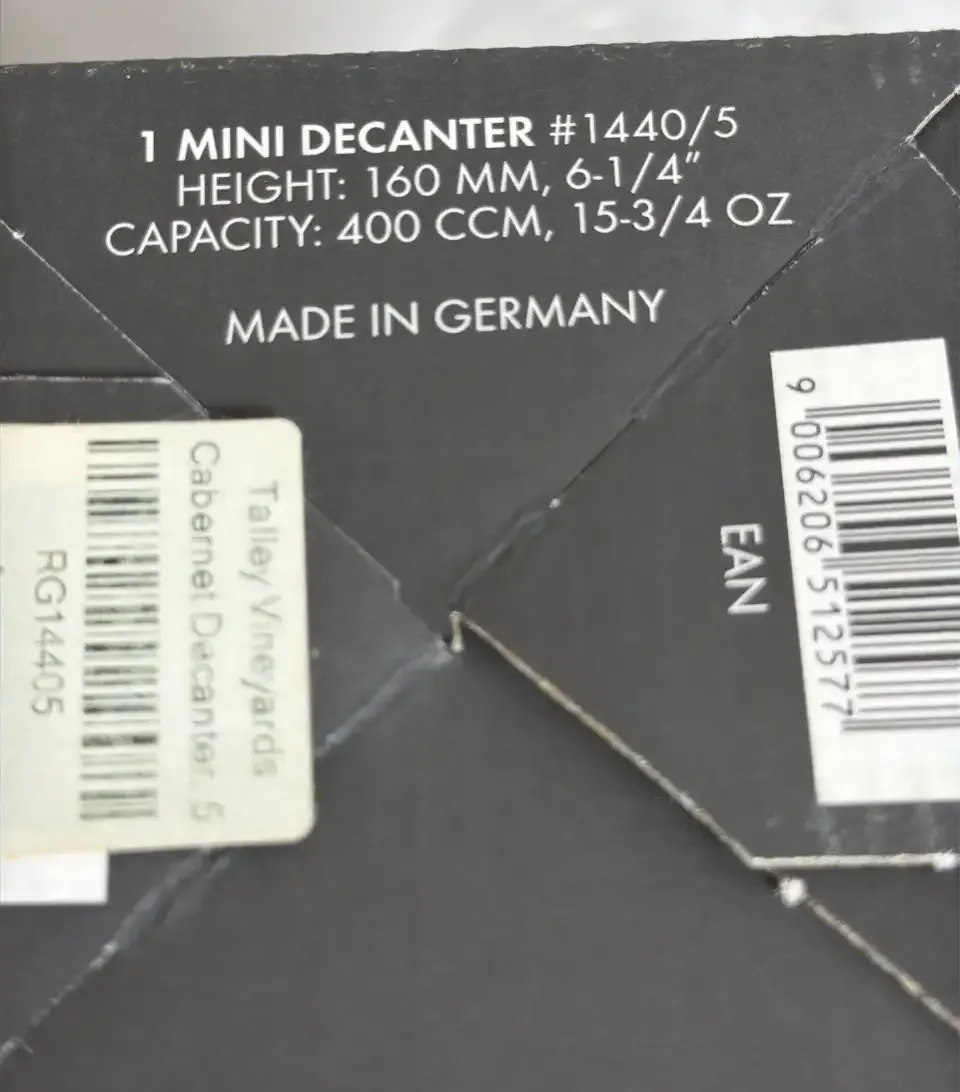 1 MINI DECANTER #1440/5
HEIGHT: 160 MM, 6-1/4"
CAPACITY: 400 CCM, 15-3/4 OZ
MADE IN GERMANY
Talley Vineyards
Cabernet Decanter .5
RG14405
EAN
9 006206 512577